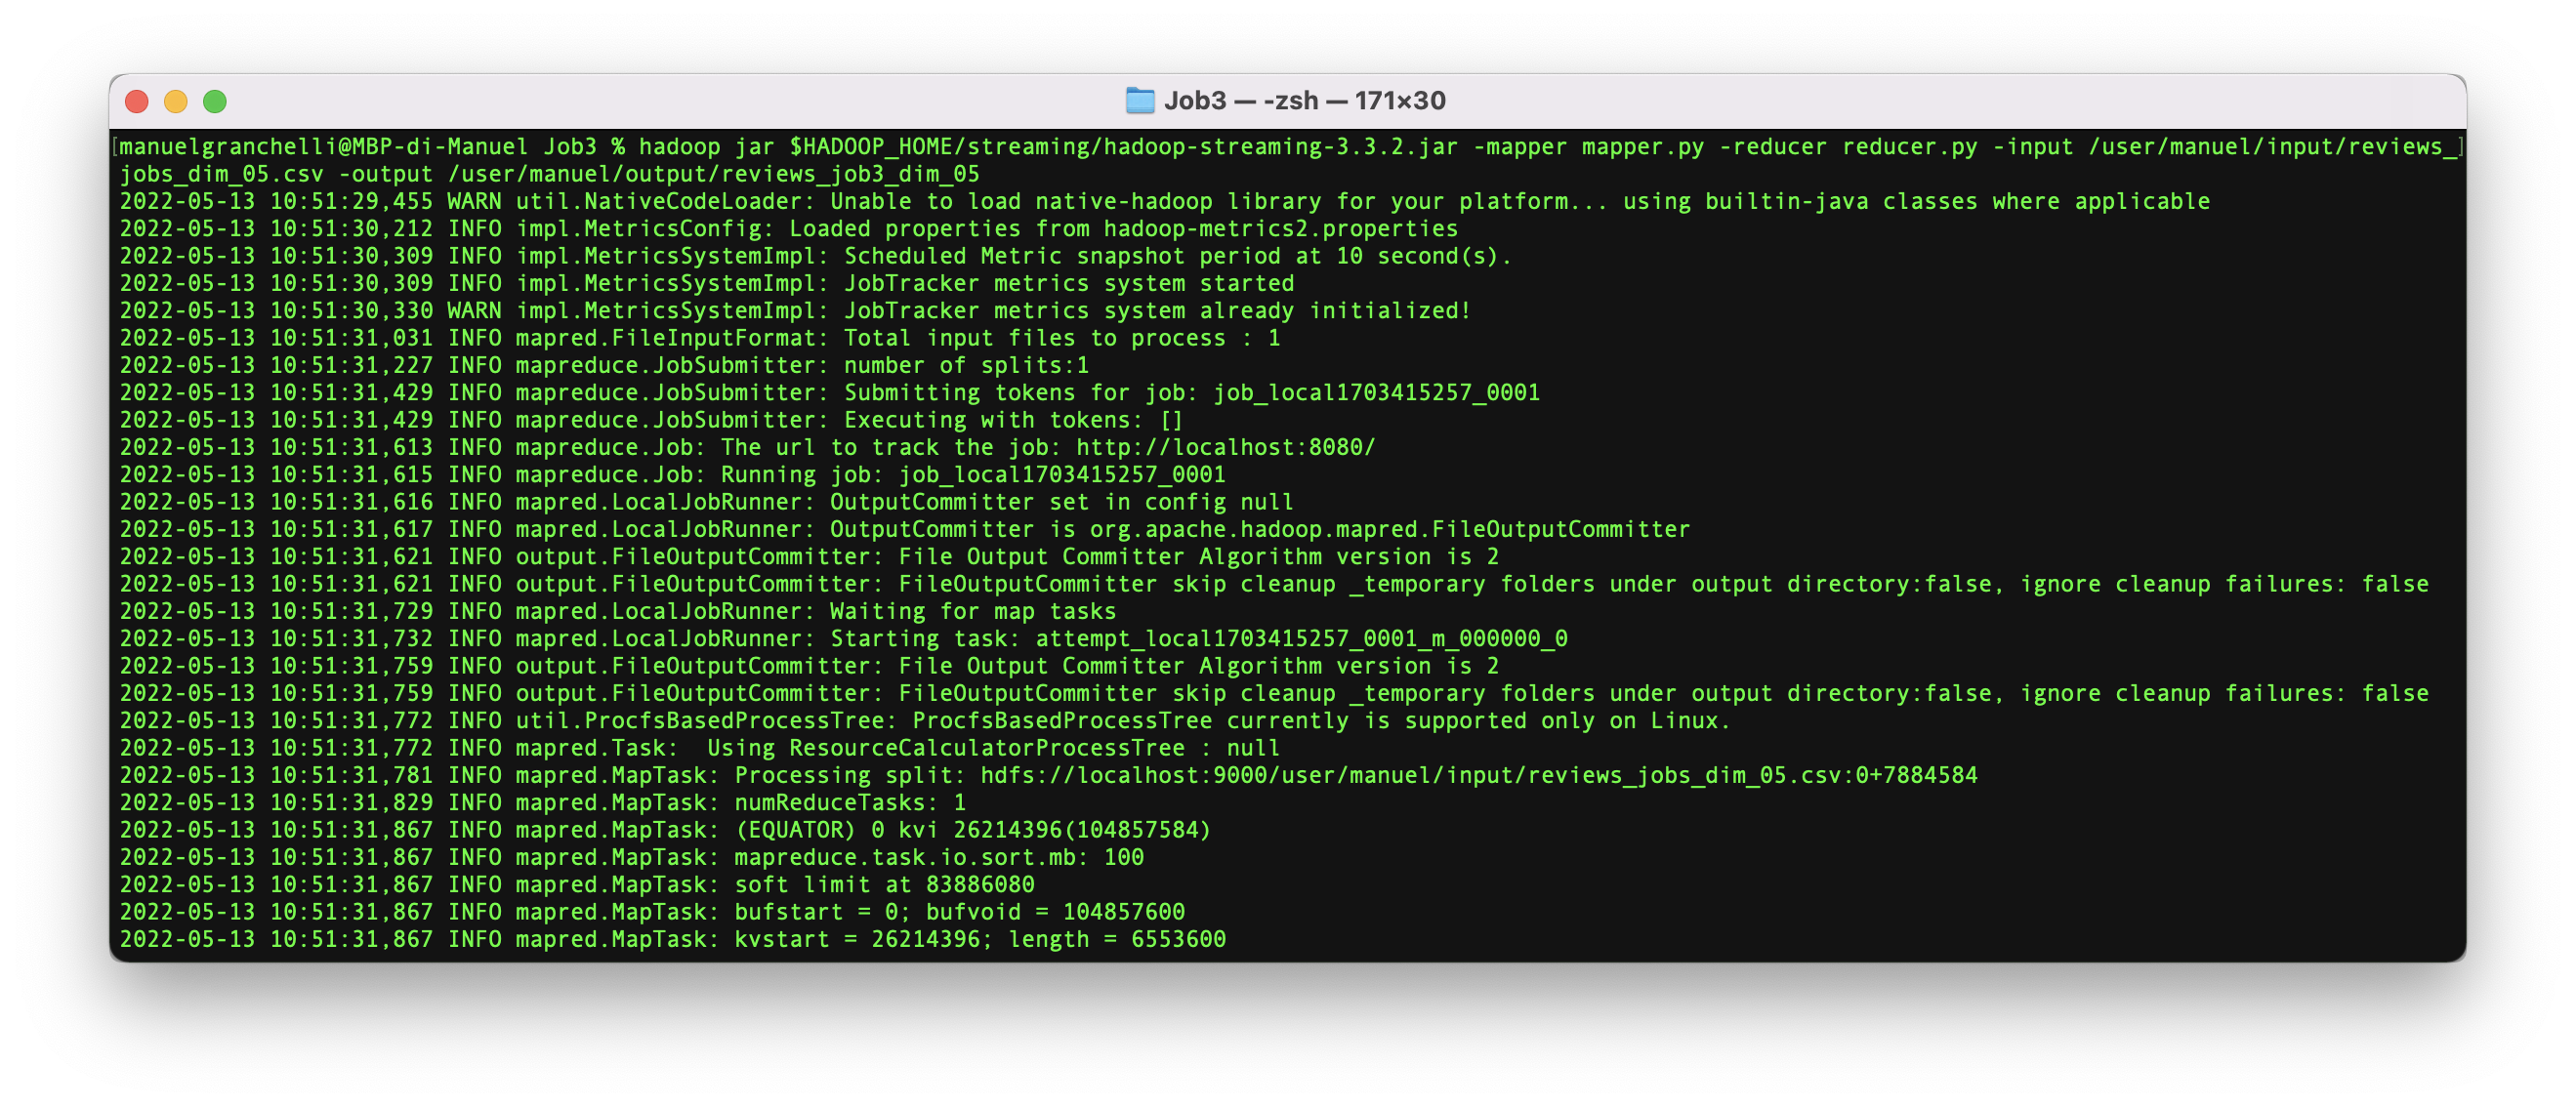 Job3 — -zsh — 171×30
[manuelgranchelli@MBP-di-Manuel Job3 % hadoop jar $HADOOP_HOME/streaming/hadoop-streaming-3.3.2.jar -mapper mapper.py -reducer reducer.py -input /user/manuel/input/reviews_]
jobs_dim_05.csv -output /user/manuel/output/reviews_job3_dim_05
2022-05-13 10:51:29,455 WARN util.NativeCodeLoader: Unable to load native-hadoop library for your platform... using builtin-java classes where applicable
2022-05-13 10:51:30,212 INFO impl.MetricsConfig: Loaded properties from hadoop-metrics2.properties
2022-05-13 10:51:30,309 INFO impl.MetricsSystemImpl: Scheduled Metric snapshot period at 10 second(s).
2022-05-13 10:51:30,309 INFO impl.MetricsSystemImpl: JobTracker metrics system started
2022-05-13 10:51:30,330 WARN impl.MetricsSystemImpl: JobTracker metrics system already initialized!
2022-05-13 10:51:31,031 INFO mapred.FileInputFormat: Total input files to process : 1
2022-05-13 10:51:31,227 INFO mapreduce.JobSubmitter: number of splits:1
2022-05-13 10:51:31,429 INFO mapreduce.JobSubmitter: Submitting tokens for job: job_local1703415257_0001
2022-05-13 10:51:31,429 INFO mapreduce.JobSubmitter: Executing with tokens: []
2022-05-13 10:51:31,613 INFO mapreduce.Job: The url to track the job: http://localhost:8080/
2022-05-13 10:51:31,615 INFO mapreduce.Job: Running job: job_local1703415257_0001
2022-05-13 10:51:31,616 INFO mapred.LocalJobRunner: OutputCommitter set in config null
2022-05-13 10:51:31,617 INFO mapred.LocalJobRunner: OutputCommitter is org.apache.hadoop.mapred.FileOutputCommitter
2022-05-13 10:51:31,621 INFO output.FileOutputCommitter: File Output Committer Algorithm version is 2
2022-05-13 10:51:31,621 INFO output.FileOutputCommitter: FileOutputCommitter skip cleanup _temporary folders under output directory:false, ignore cleanup failures: false
2022-05-13 10:51:31,729 INFO mapred.LocalJobRunner: Waiting for map tasks
2022-05-13 10:51:31,732 INFO mapred.LocalJobRunner: Starting task: attempt_local1703415257_0001_m_000000_0
2022-05-13 10:51:31,759 INFO output.FileOutputCommitter: File Output Committer Algorithm version is 2
2022-05-13 10:51:31,759 INFO output.FileOutputCommitter: FileOutputCommitter skip cleanup _temporary folders under output directory:false, ignore cleanup failures: false
2022-05-13 10:51:31,772 INFO util.ProcfsBasedProcessTree: ProcfsBasedProcessTree currently is supported only on Linux.
2022-05-13 10:51:31,772 INFO mapred.Task:  Using ResourceCalculatorProcessTree : null
2022-05-13 10:51:31,781 INFO mapred.MapTask: Processing split: hdfs://localhost:9000/user/manuel/input/reviews_jobs_dim_05.csv:0+7884584
2022-05-13 10:51:31,829 INFO mapred.MapTask: numReduceTasks: 1
2022-05-13 10:51:31,867 INFO mapred.MapTask: (EQUATOR) 0 kvi 26214396(104857584)
2022-05-13 10:51:31,867 INFO mapred.MapTask: mapreduce.task.io.sort.mb: 100
2022-05-13 10:51:31,867 INFO mapred.MapTask: soft limit at 83886080
2022-05-13 10:51:31,867 INFO mapred.MapTask: bufstart = 0; bufvoid = 104857600
2022-05-13 10:51:31,867 INFO mapred.MapTask: kvstart = 26214396; length = 6553600